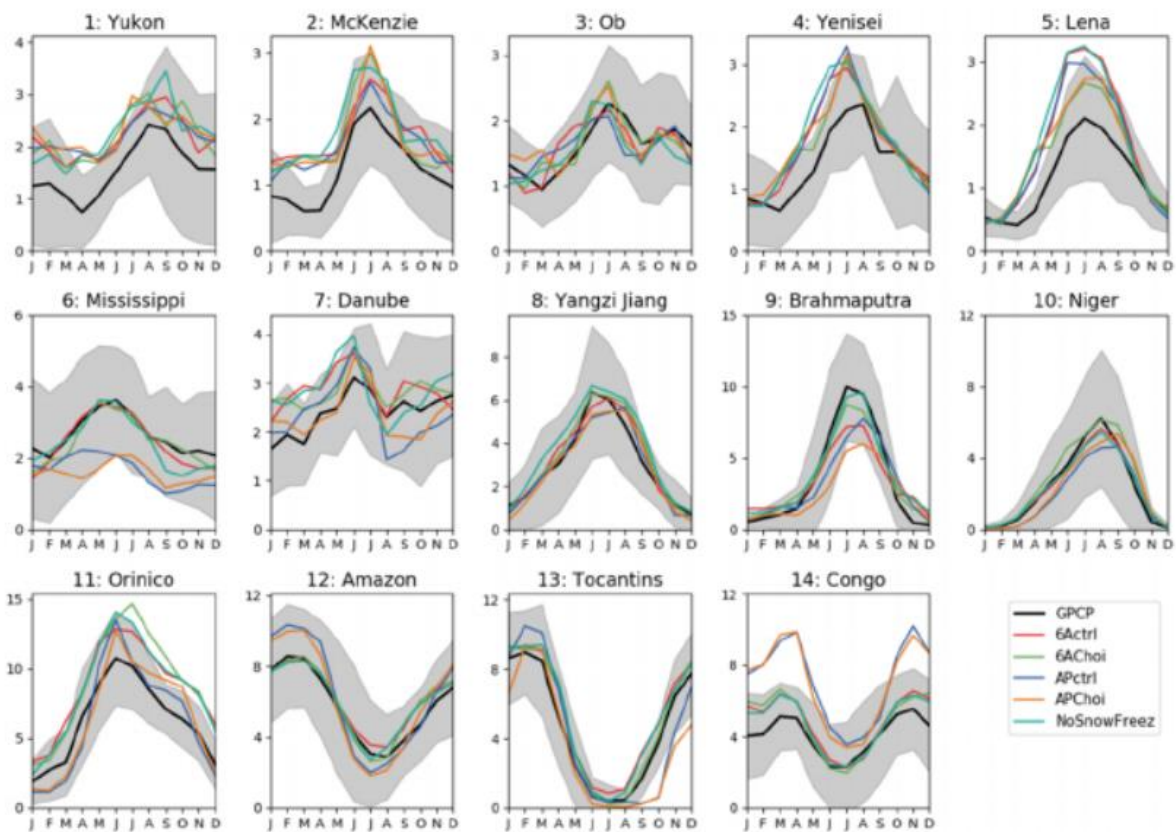 1: Yukon
2: McKenzie
3: Ob
4: Yenisei
5: Lena
4
3
2
1
0
3
2
1
0
3
2
1
0
3
2
1
0
3
2
1
0
J F M A M J J A S O N D
J F M A M J J A S O N D
J F M A M J J A S O N D
J F M A M J J A S O N D
J F M A M J J A S O N D
6: Mississippi
7: Danube
8: Yangzi Jiang
9: Brahmaputra
10: Niger
6
4
2
0
4
3
2
1
0
8
6
4
2
0
15
10
5
0
12
8
4
0
J F M A M J J A S O N D
J F M A M J J A S O N D
J F M A M J J A S O N D
J F M A M J J A S O N D
J F M A M J J A S O N D
11: Orinico
12: Amazon
13: Tocantins
14: Congo
15
10
5
0
12
8
4
0
12
8
4
0
12
8
4
0
J F M A M J J A S O N D
J F M A M J J A S O N D
J F M A M J J A S O N D
J F M A M J J A S O N D
GPCP
6Actrl
6AChoi
APctrl
APChoi
NoSnowFreez